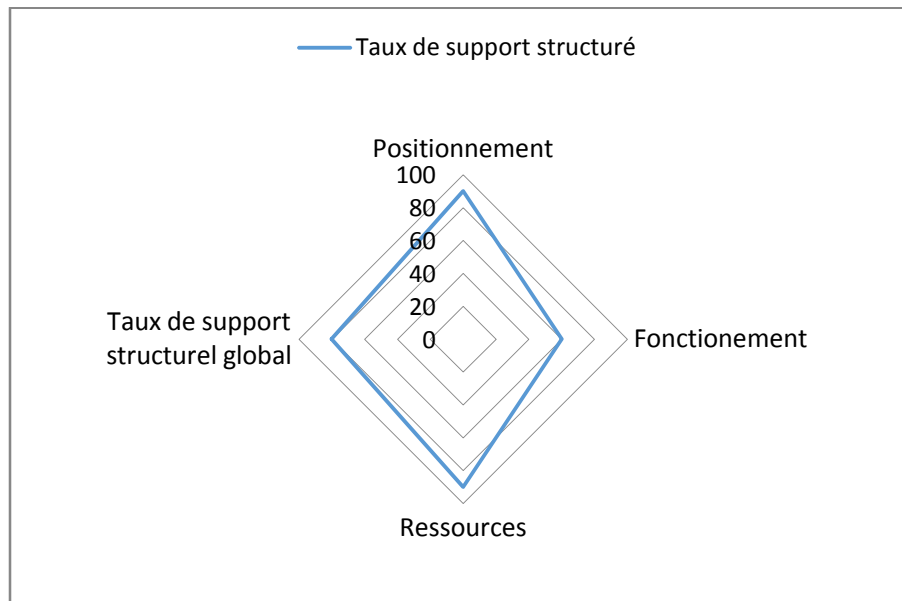 Taux de support structuré
Positionnement
100
80
60
40
20
0
Taux de support
structurel global
Fonctionement
Ressources